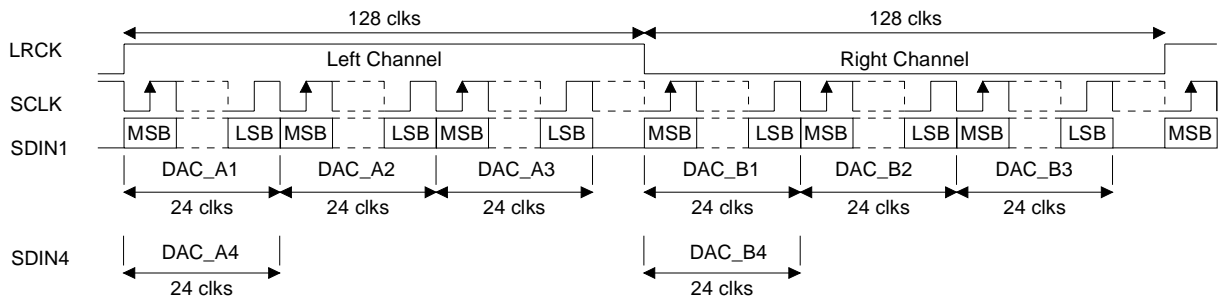 128 clks 128 clks
LRCK Left Channel Right Channel
SCLK
SDIN1 MSB LSB MSB LSB MSB LSB MSB LSB MSB LSB MSB LSB MSB
DAC_A1 DAC_A2 DAC_A3 DAC_B1 DAC_B2 DAC_B3
24 clks 24 clks 24 clks 24 clks 24 clks 24 clks
SDIN4 DAC_A4 DAC_B4
24 clks 24 clks